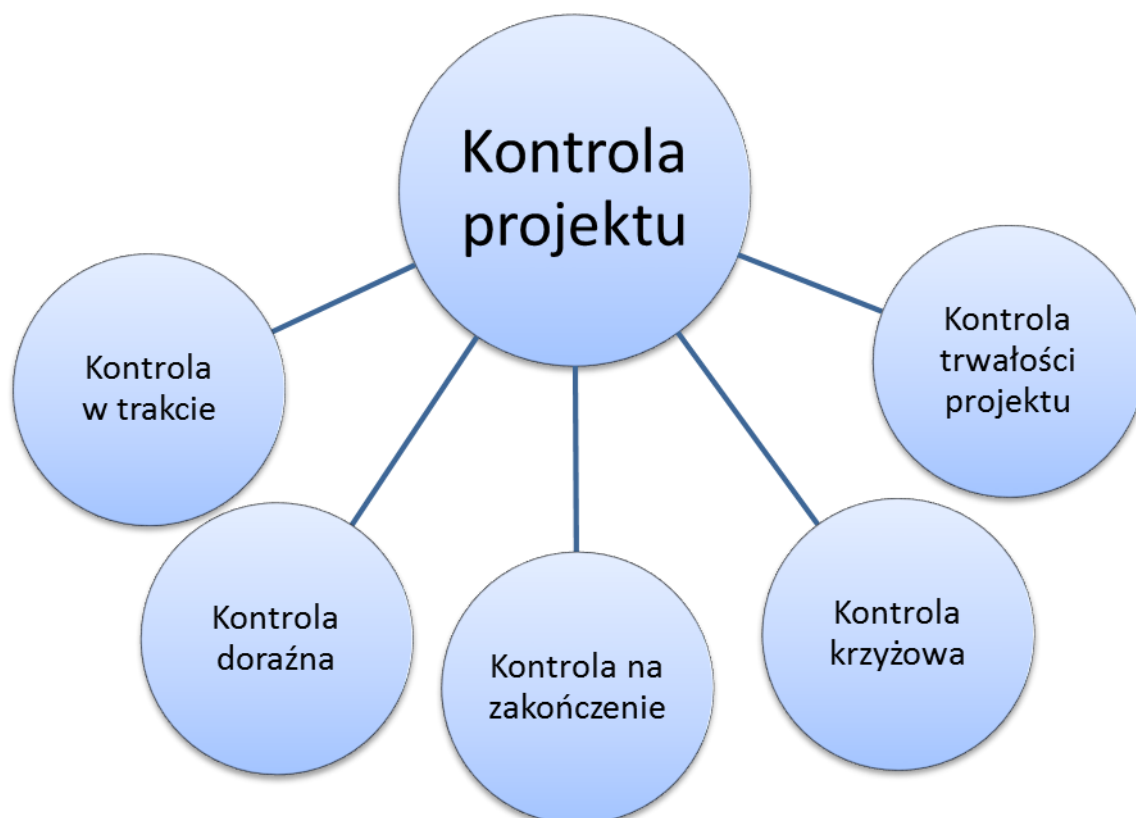 Kontrola
projektu
Kontrola
w trakcie
Kontrola
doraźna
Kontrola na
zakończenie
Kontrola
krzyżowa
Kontrola
trwałości
projektu